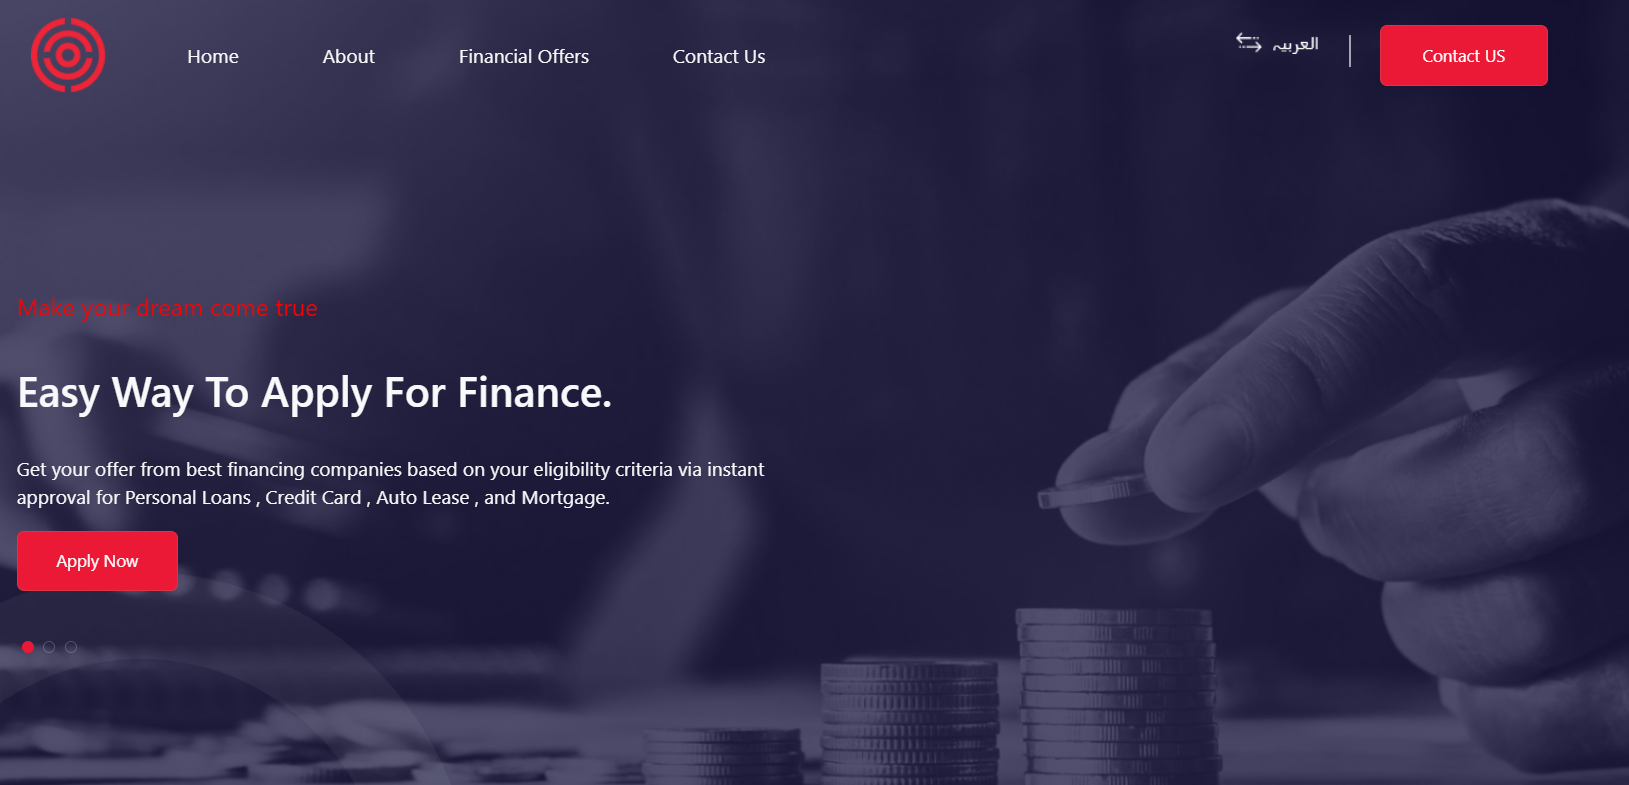 Home
About
Financial Offers
Contact Us
العربیہ
Contact US
Make your dream come true
Easy Way To Apply For Finance.
Get your offer from best financing companies based on your eligibility criteria via instant
approval for Personal Loans , Credit Card , Auto Lease , and Mortgage.
Apply Now